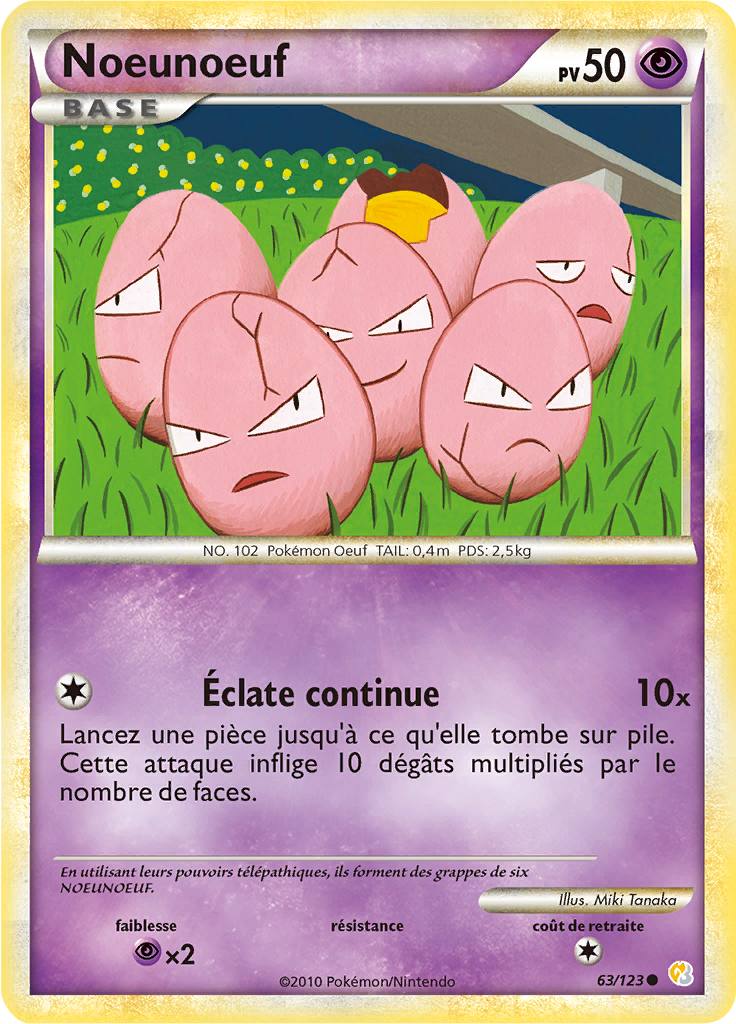 Noeunoeuf
PV 50
BASE
NO. 102 Pokémon Oeuf TAIL: 0,4m PDS: 2,5kg
Éclate continue 10x
Lancez une pièce jusqu'à ce qu'elle tombe sur pile.
Cette attaque inflige 10 dégâts multipliés par le
nombre de faces.
En utilisant leurs pouvoirs télépathiques, ils forment des grappes de six
NOEUNOEUF.
Illus. Miki Tanaka
faiblesse résistance coût de retraite
x2
©2010 Pokémon/Nintendo 63/123